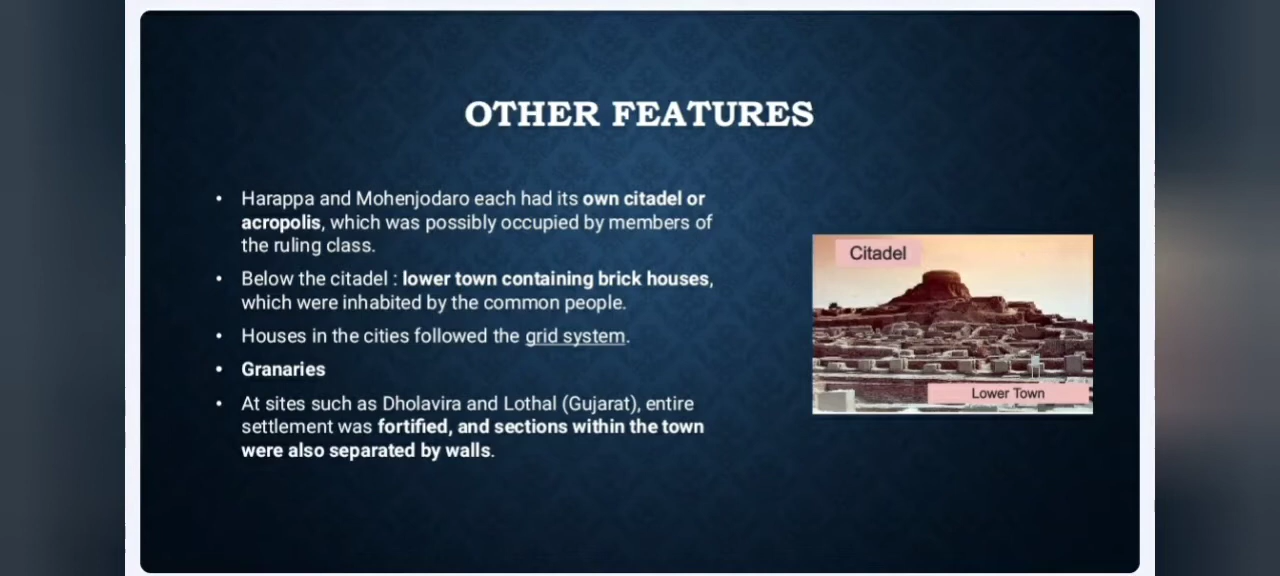 OTHER FEATURES
• Harappa and Mohenjodaro each had its own citadel or
acropolis, which was possibly occupied by members of
the ruling class.
• Below the citadel : lower town containing brick houses,
which were inhabited by the common people.
• Houses in the cities followed the grid system.
• Granaries
• At sites such as Dholavira and Lothal (Gujarat), entire
settlement was fortified, and sections within the town
were also separated by walls.
Citadel
Lower Town